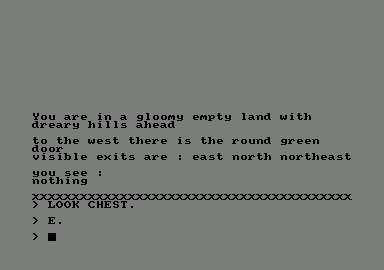 You are in a gloomy empty land with
dreary hills ahead
to the west there is the round green
door
visible exits are : east north northeast
you see :
nothing
XXXXXXXXXXXXXXXXXXXXXXXXXXXXXXXXXXXXXXXX
> LOOK CHEST.
> E.
>